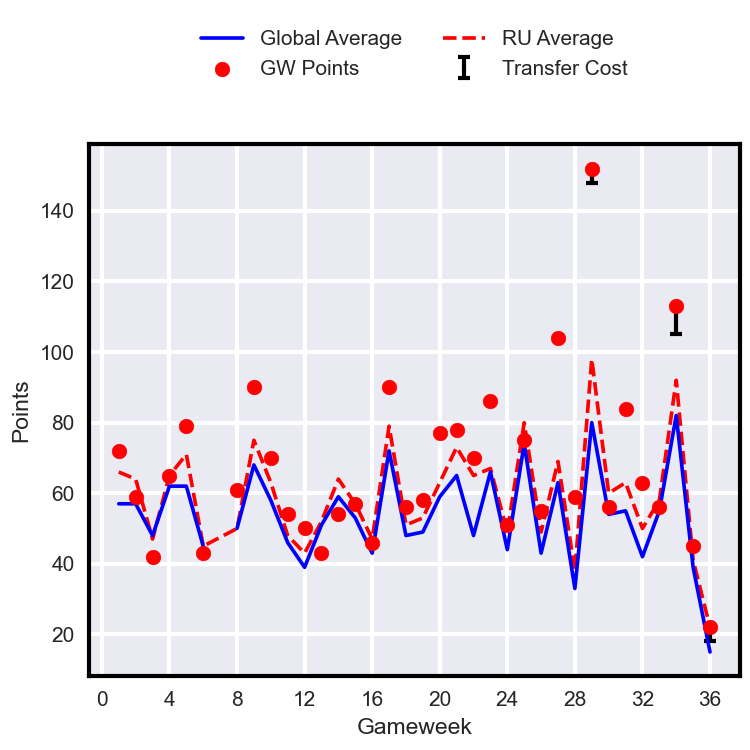 Global Average
RU Average
GW Points
Transfer Cost
140
120
100
80
60
40
20
Points
0 4 8 12 16 20 24 28 32 36
Gameweek